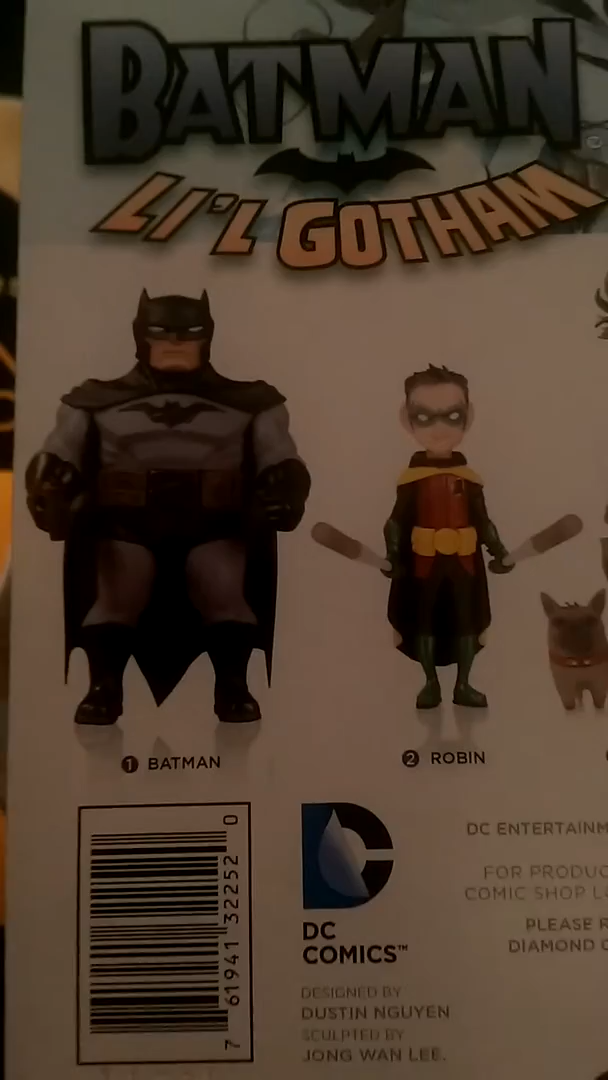 BATMAN
LI'L GOTHAM
1 BATMAN
2 ROBIN
7 61941 32252 0
DC
COMICS™
DESIGNED BY
DUSTIN NGUYEN
SCULPTED BY
JONG WAN LEE.
DC ENTERTAINM
FOR PRODUC
COMIC SHOP L
PLEASE R
DIAMOND C